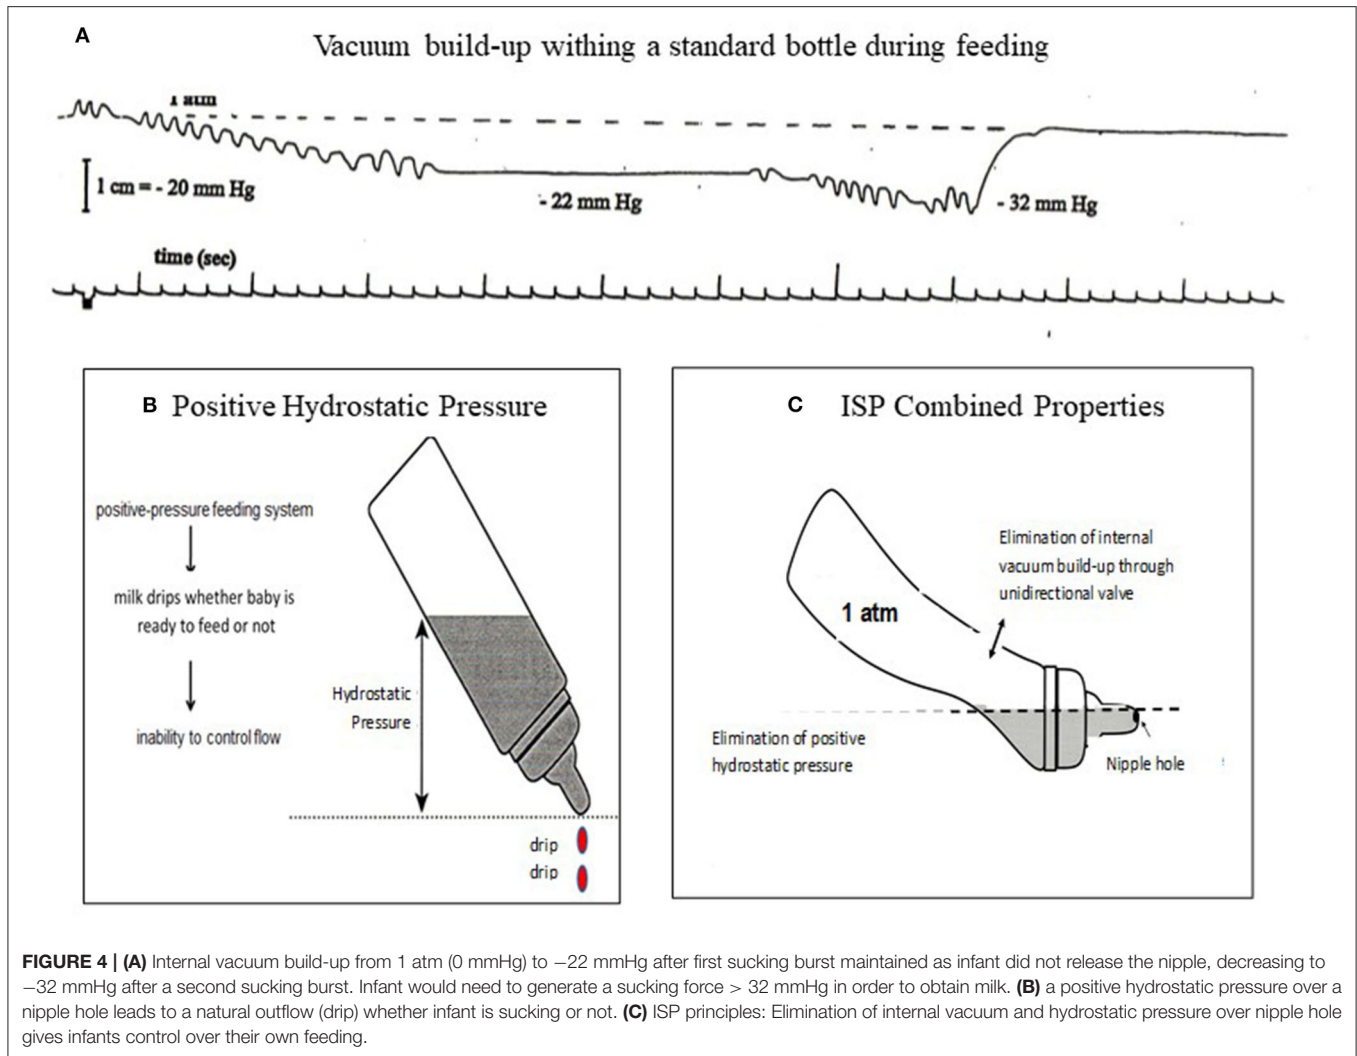 A
Vacuum build-up withing a standard bottle during feeding
1 atm
1 cm = - 20 mm Hg
- 22 mm Hg
- 32 mm Hg
time (sec)
B Positive Hydrostatic Pressure
positive-pressure feeding system
milk drips whether baby is
ready to feed or not
inability to control flow
Hydrostatic
Pressure
drip
drip
C ISP Combined Properties
Elimination of internal
vacuum build-up through
unidirectional valve
1 atm
Elimination of positive
hydrostatic pressure
Nipple hole
FIGURE 4 | (A) Internal vacuum build-up from 1 atm (0 mmHg) to −22 mmHg after first sucking burst maintained as infant did not release the nipple, decreasing to
−32 mmHg after a second sucking burst. Infant would need to generate a sucking force > 32 mmHg in order to obtain milk. (B) a positive hydrostatic pressure over a
nipple hole leads to a natural outflow (drip) whether infant is sucking or not. (C) ISP principles: Elimination of internal vacuum and hydrostatic pressure over nipple hole
gives infants control over their own feeding.